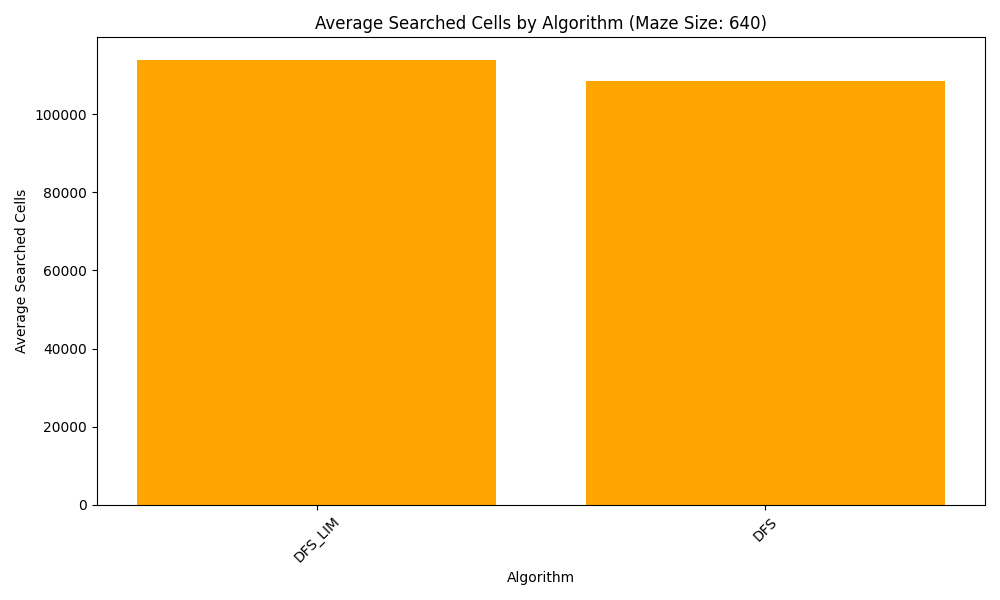 Average Searched Cells by Algorithm (Maze Size: 640)
Average Searched Cells
100000
80000
60000
40000
20000
0
DFS_LIM
DFS
Algorithm